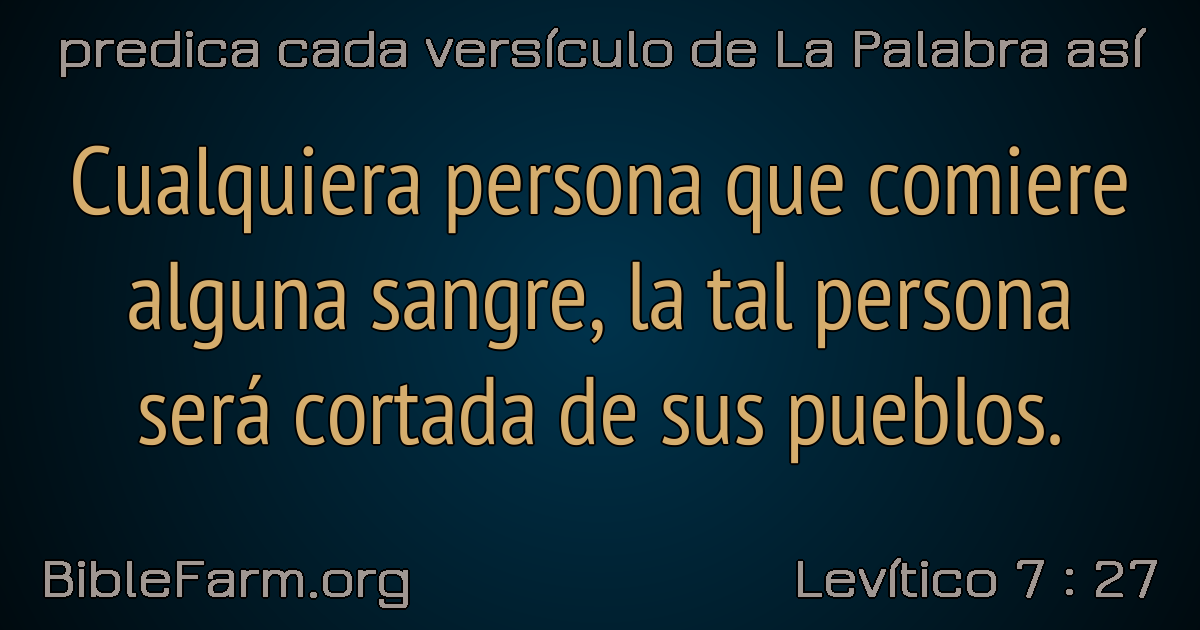 predica cada versículo de La Palabra así
Cualquiera persona que comiere
alguna sangre, la tal persona
será cortada de sus pueblos.
BibleFarm.org
Levítico 7 : 27